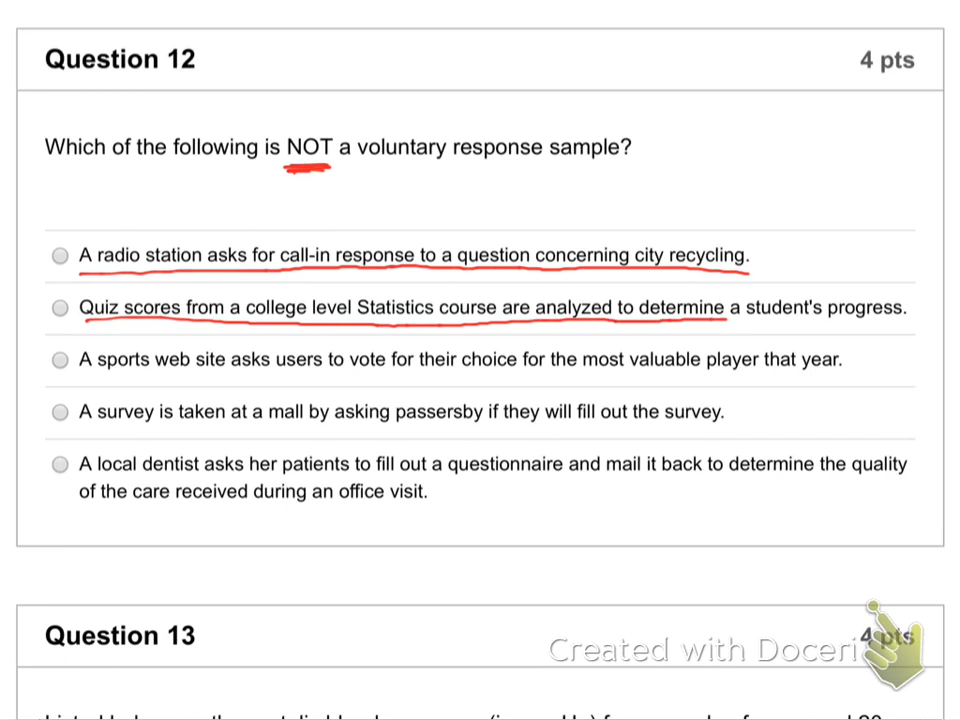 Question 12
4 pts
Which of the following is NOT a voluntary response sample?
A radio station asks for call-in response to a question concerning city recycling.
Quiz scores from a college level Statistics course are analyzed to determine a student's progress.
A sports web site asks users to vote for their choice for the most valuable player that year.
A survey is taken at a mall by asking passersby if they will fill out the survey.
A local dentist asks her patients to fill out a questionnaire and mail it back to determine the quality
of the care received during an office visit.
Question 13
4 pts
Created with Doceri